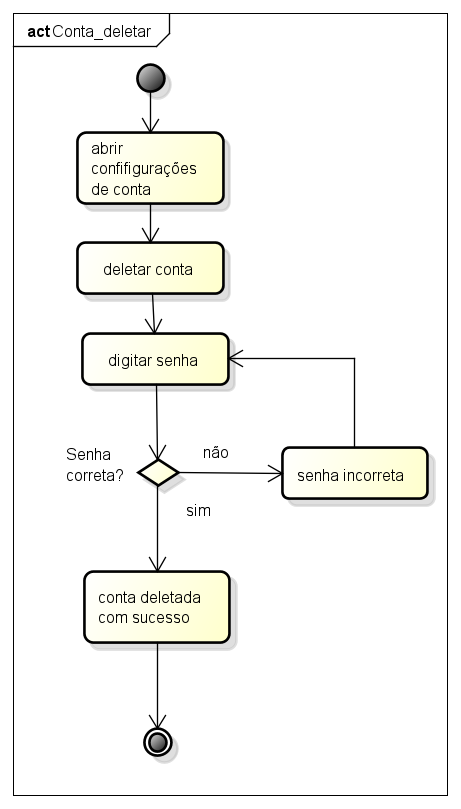 act Conta_deletar
abrir
confifigurações
de conta
deletar conta
digitar senha
Senha
correta?
não
senha incorreta
sim
conta deletada
com sucesso